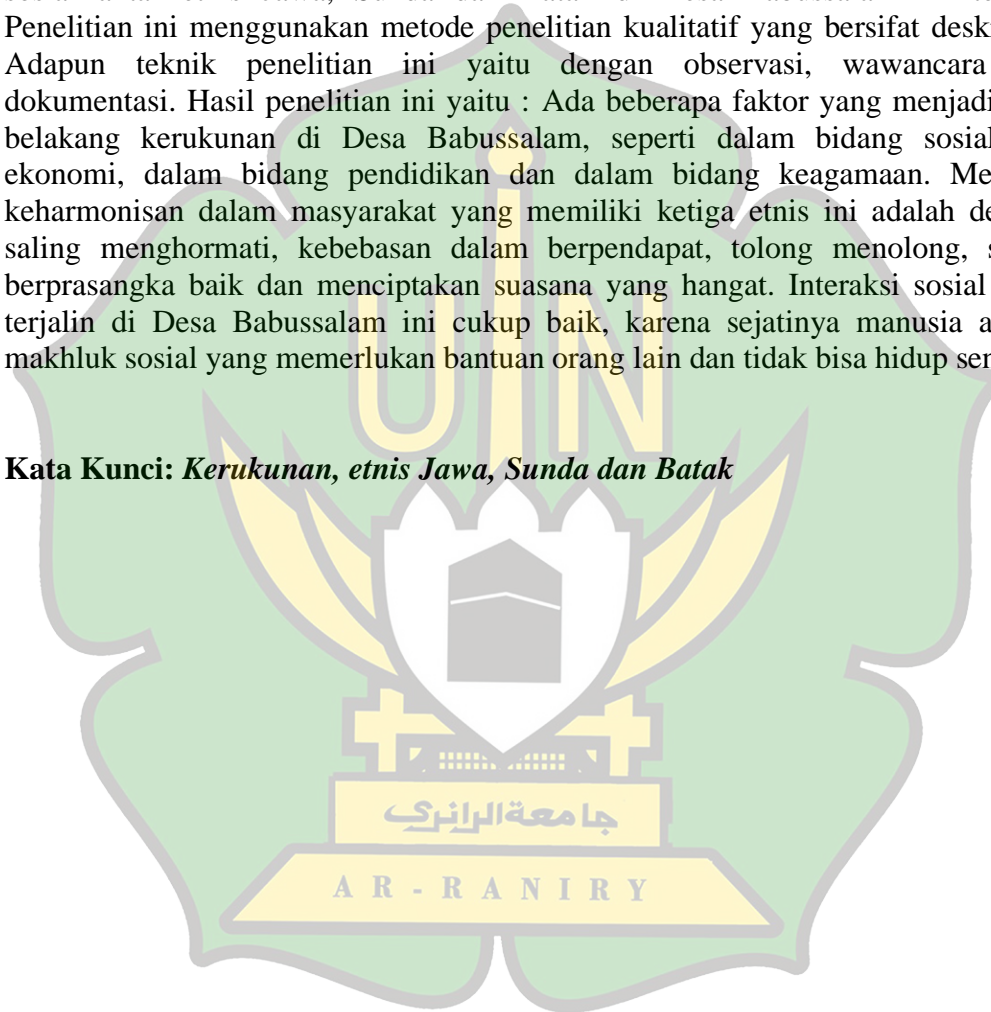 Penelitian ini menggunakan metode penelitian kualitatif yang bersifat
Adapun teknik penelitian ini yaitu dengan observasi, wawancara
dokumentasi. Hasil penelitian ini yaitu : Ada beberapa faktor yang menjadi
belakang kerukunan di Desa Babussalam, seperti dalam bidang sosial
ekonomi, dalam bidang pendidikan dan dalam bidang keagamaan.
keharmonisan dalam masyarakat yang memiliki ketiga etnis ini adalah
saling menghormati, kebebasan dalam berpendapat, tolong menolong,
berprasangka baik dan menciptakan suasana yang hangat. Interaksi sosial
terjalin di Desa Babussalam ini cukup baik, karena sejatinya manusia
makhluk sosial yang memerlukan bantuan orang lain dan tidak bisa hidup
Kata Kunci: Kerukunan, etnis Jawa, Sunda dan Batak
UIN
جامعة الرانري
AR-RANIRY